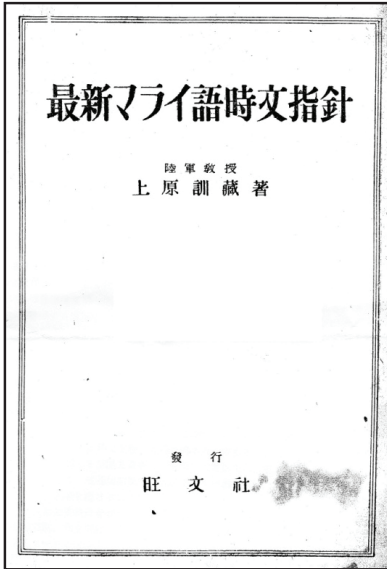 最新マライ語時文指針
陸軍教授
上原訓藏著
發行
旺文社